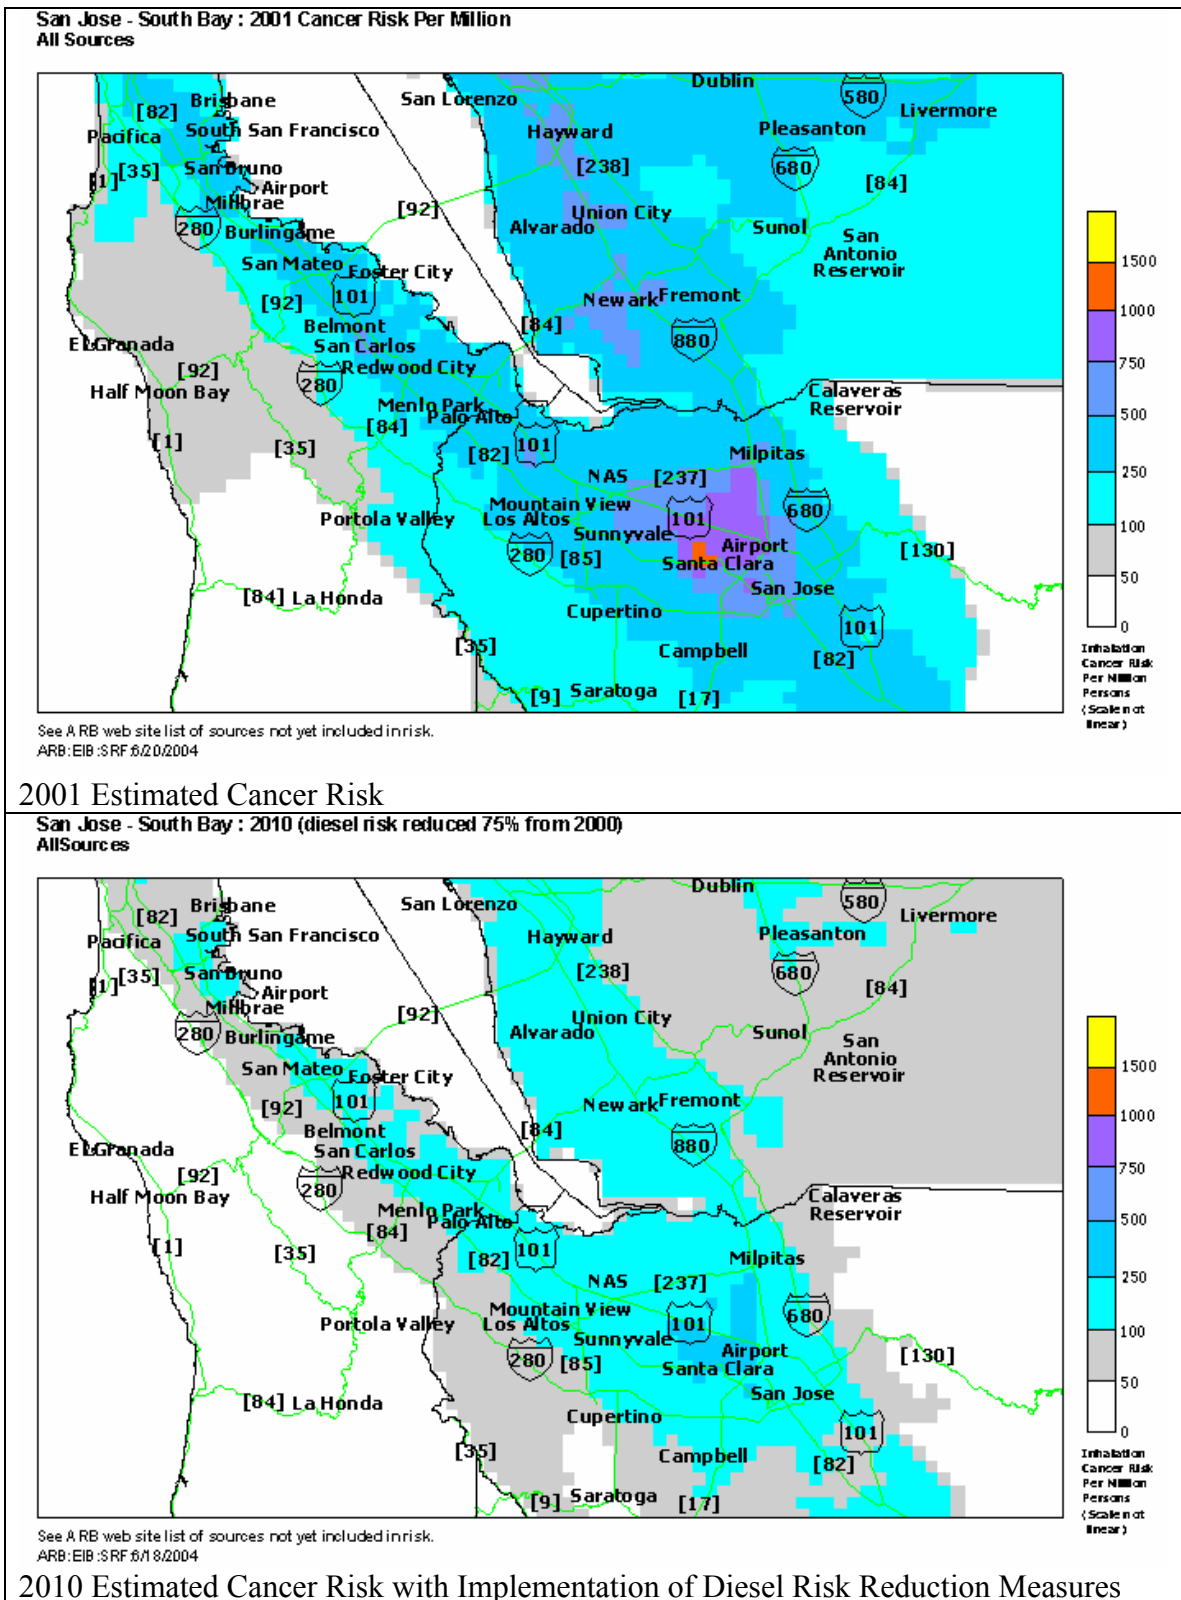 San Jose - South Bay : 2001 Cancer Risk Per Million
All Sources
Dublin
580
San Lorenzo
Livermore
Brisbane
[82]
Hayward
Pleasanton
South San Francisco
Pacifica
[238]
680
San Bruno
[35]
[1]
Airport
[84]
Millbrae
[92]
Union City
280
Burlingame
Alvarado
Sunol
San
Antonio
Reservoir
San Mateo
Foster City
101
[92]
Newark
Fremont
Belmont
[84]
880
San Carlos
El Granada
Redwood City
[92]
280
Half Moon Bay
Calaveras
Reservoir
Menlo Park
Palo Alto
[84]
[1]
[35]
101
[82]
Milpitas
NAS
[237]
Mountain View
680
Portola Valley
Los Altos
101
Sunnyvale
280
[85]
Airport
[130]
Santa Clara
San Jose
[84] La Honda
Cupertino
101
[35]
Campbell
[82]
[9]
Saratoga
[17]
1500
1000
750
500
250
100
50
0
Inhalation
Cancer Risk
Per Million
Persons
(Scale not
linear)
See ARB web site list of sources not yet included in risk.
ARB:EIB:SRF:6/20/2004
2001 Estimated Cancer Risk
San Jose - South Bay : 2010 (diesel risk reduced 75% from 2000)
AllSources
Dublin
580
San Lorenzo
Livermore
Brisbane
[82]
Hayward
Pleasanton
South San Francisco
Pacifica
[238]
680
San Bruno
[35]
[1]
Airport
[84]
Millbrae
[92]
Union City
280
Burlingame
Alvarado
Sunol
San
Antonio
Reservoir
San Mateo
Foster City
101
[92]
Newark
Fremont
Belmont
[84]
880
San Carlos
El Granada
Redwood City
[92]
280
Half Moon Bay
Calaveras
Reservoir
Menlo Park
Palo Alto
[84]
[1]
[35]
101
[82]
Milpitas
NAS
[237]
Mountain View
680
Portola Valley
Los Altos
101
Sunnyvale
280
[85]
Airport
[130]
Santa Clara
San Jose
[84] La Honda
Cupertino
101
[35]
Campbell
[82]
[9]
Saratoga
[17]
1500
1000
750
500
250
100
50
0
Inhalation
Cancer Risk
Per Million
Persons
(Scale not
linear)
See ARB web site list of sources not yet included in risk.
ARB:EIB:SRF:6/18/2004
2010 Estimated Cancer Risk with Implementation of Diesel Risk Reduction Measures